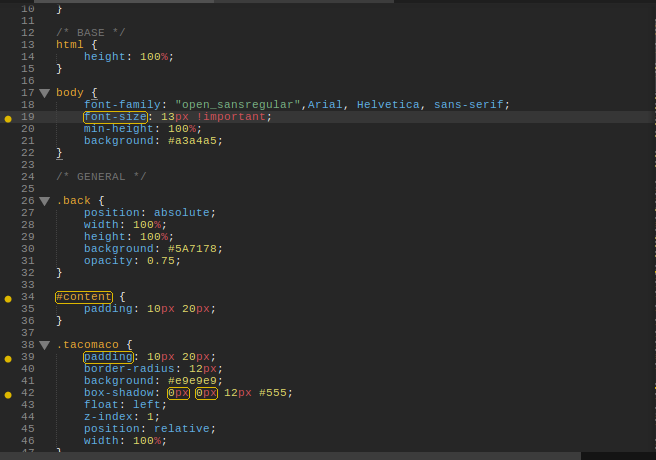 10 }
11
12 /* BASE */
13 html {
14 height: 100%;
15 }
16
17 body {
18 font-family: "open_sansregular",Arial, Helvetica, sans-serif;
19 font-size: 13px !important;
20 min-height: 100%;
21 background: #a3a4a5;
22 }
23
24 /* GENERAL */
25
26 .back {
27 position: absolute;
28 width: 100%;
29 height: 100%;
30 background: #5A7178;
31 opacity: 0.75;
32 }
33
34 #content {
35 padding: 10px 20px;
36 }
37
38 .tacomaco {
39 padding: 10px 20px;
40 border-radius: 12px;
41 background: #e9e9e9;
42 box-shadow: 0px 0px 12px #555;
43 float: left;
44 z-index: 1;
45 position: relative;
46 width: 100%;
47 }